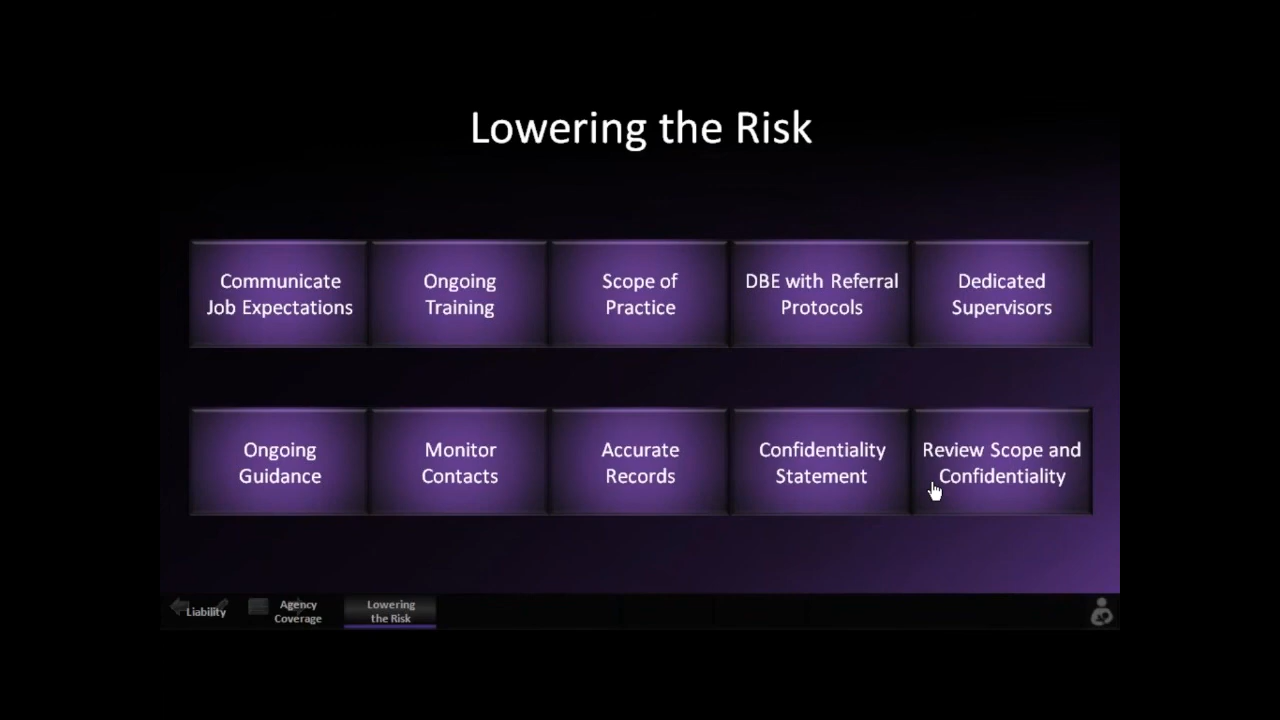 Lowering the Risk
Communicate
Job Expectations
Ongoing
Training
Scope of
Practice
DBE with Referral
Protocols
Dedicated
Supervisors
Ongoing
Guidance
Monitor
Contacts
Accurate
Records
Confidentiality
Statement
Review Scope and
Confidentiality
Liability
Agency
Coverage
Lowering
the Risk